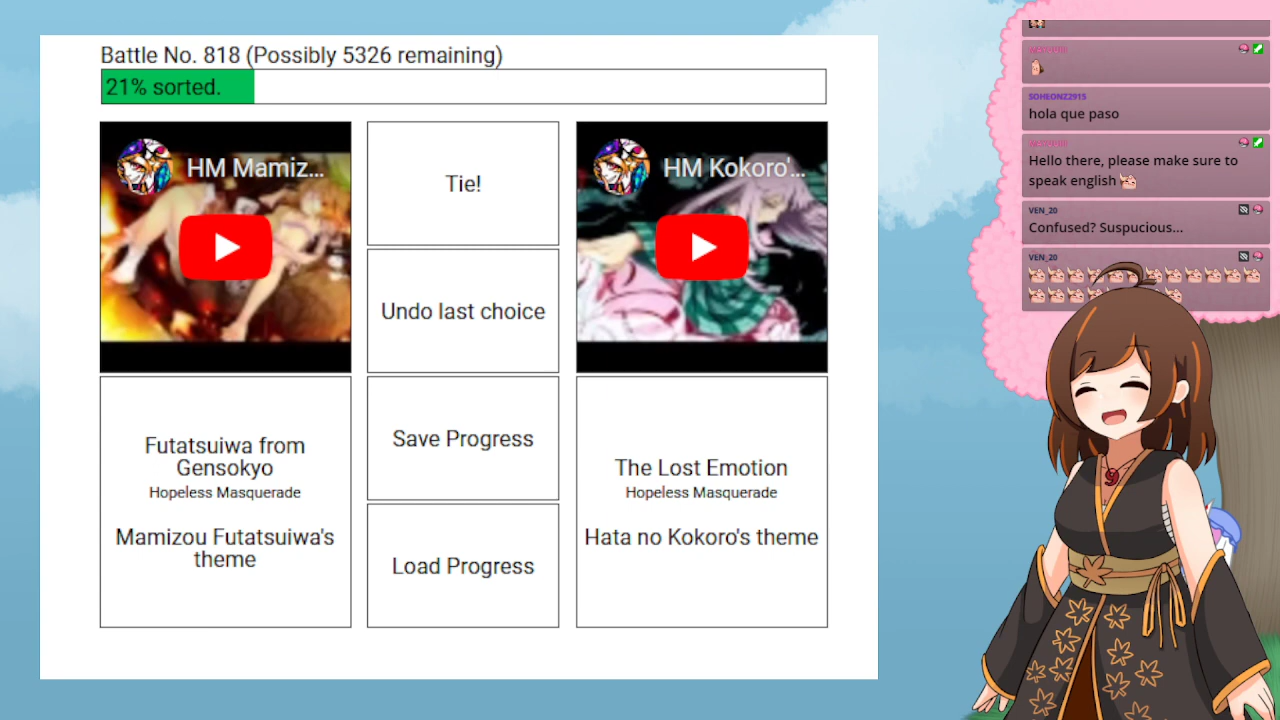 Battle No. 818 (Possibly 5326 remaining)
21% sorted.
HM Mamiz...
Tie!
HM Kokoro'...
Undo last choice
Futatsuiwa from
Gensokyo
Hopeless Masquerade
Mamizou Futatsuiwa's
theme
Save Progress
Load Progress
The Lost Emotion
Hopeless Masquerade
Hata no Kokoro's theme
SOHEONZ2915
hola que paso
Hello there, please make sure to
speak english
VEN_20
Confused? Suspucious...
VEN_20